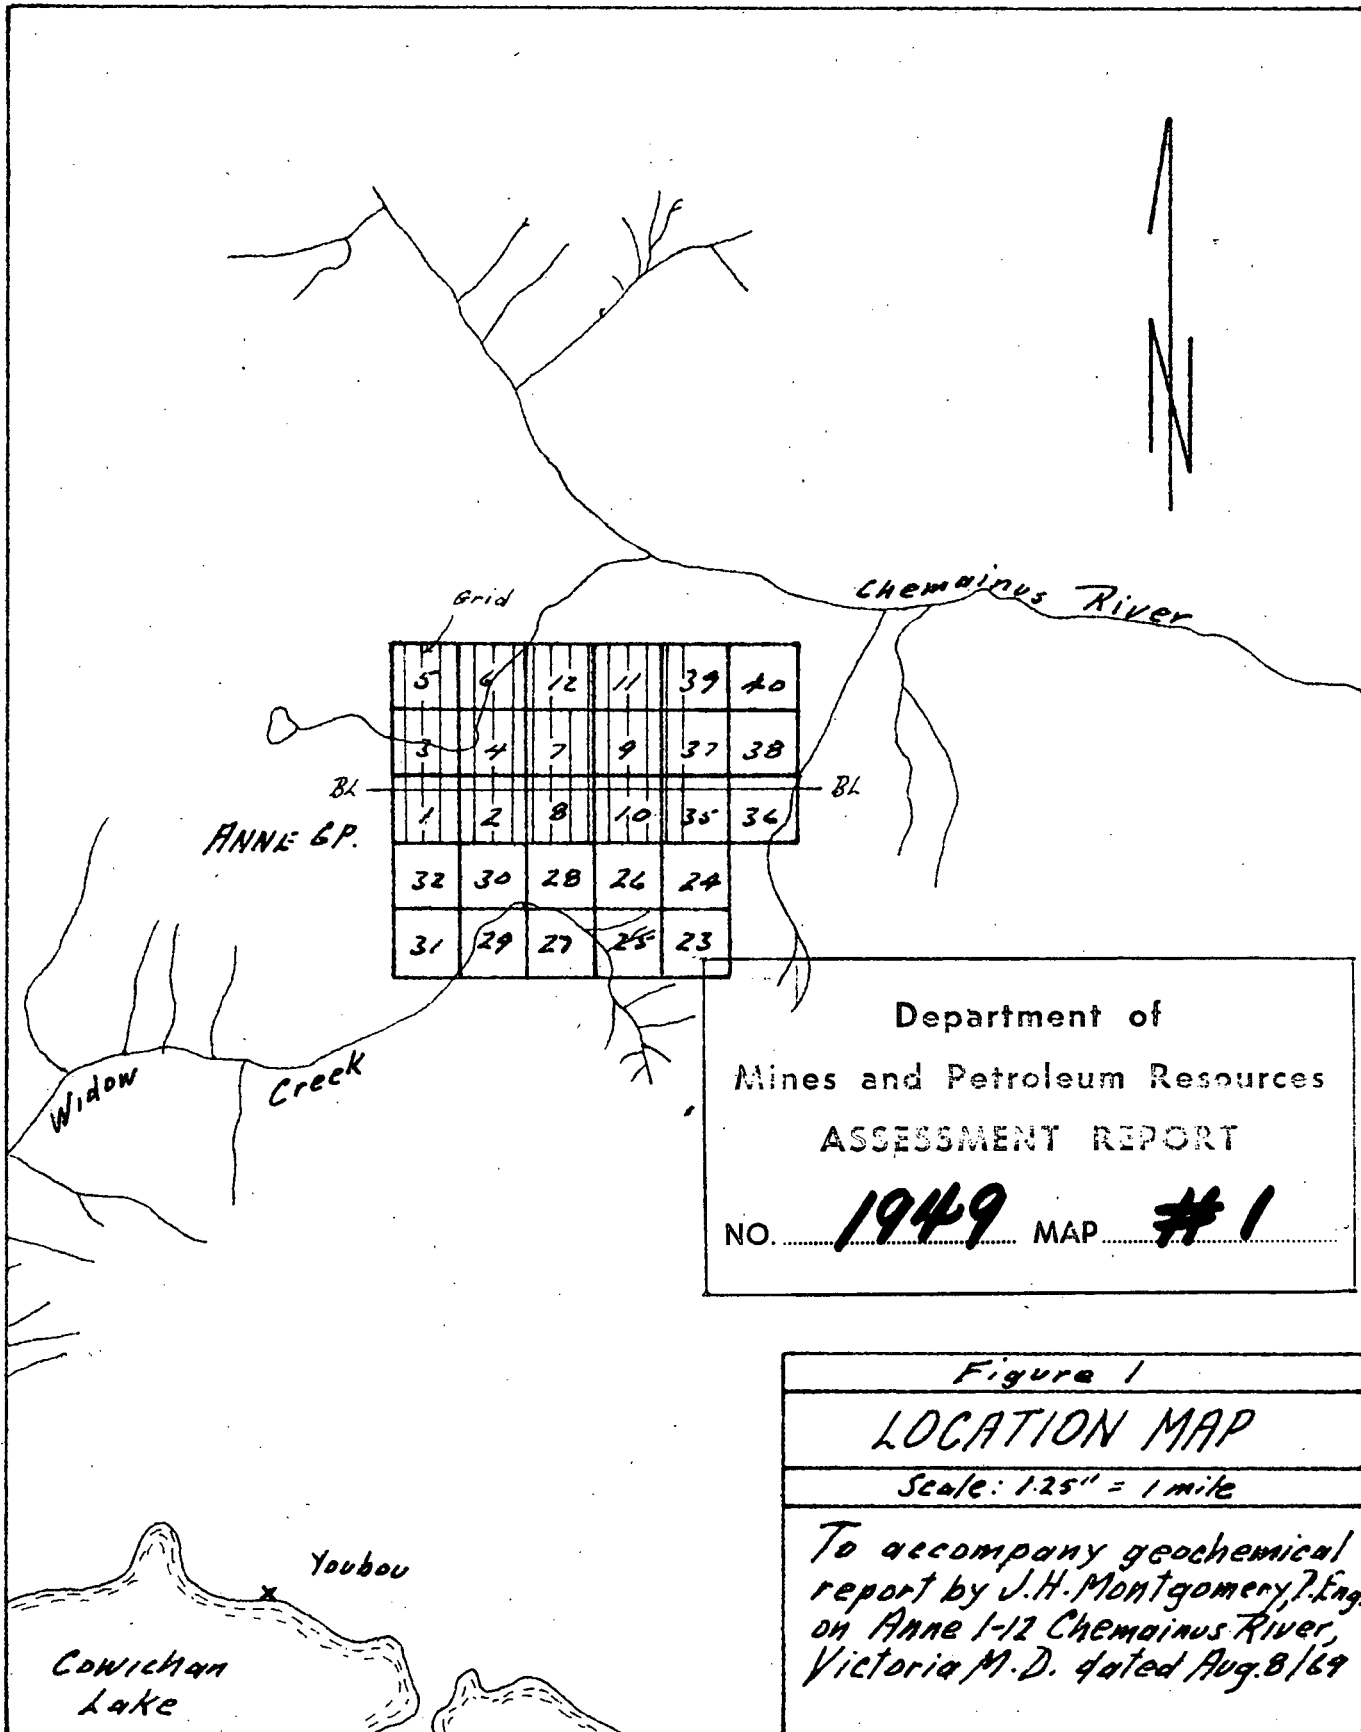 N
Chemainus River
Grid
5 6 12 11 39 40
3 4 7 9 37 38
BL BL
1 2 8 10 35 36
ANNE GP.
32 30 28 26 24
31 29 27 25 23
Widow Creek
Department of
Mines and Petroleum Resources
ASSESSMENT REPORT
NO. 1949 MAP #1
Figure 1
LOCATION MAP
Scale: 1.25" = 1 mile
To accompany geochemical
report by J.H. Montgomery, P.Eng.
on Anne 1-12 Chemainus River,
Victoria M.D. dated Aug. 8/69
Youbou
Cowichan
Lake